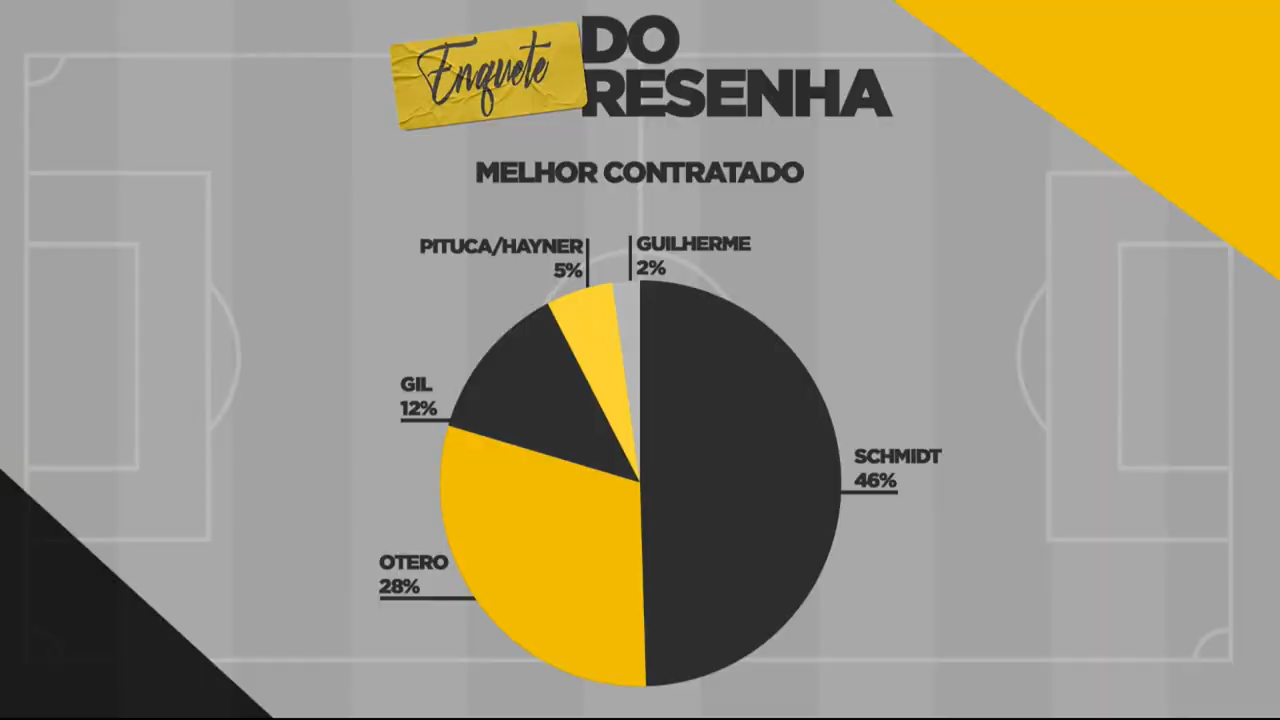 Enquete DO
RESENHA
MELHOR CONTRATADO
PITUCA/HAYNER
5%
GUILHERME
2%
GIL
12%
SCHMIDT
46%
OTERO
28%